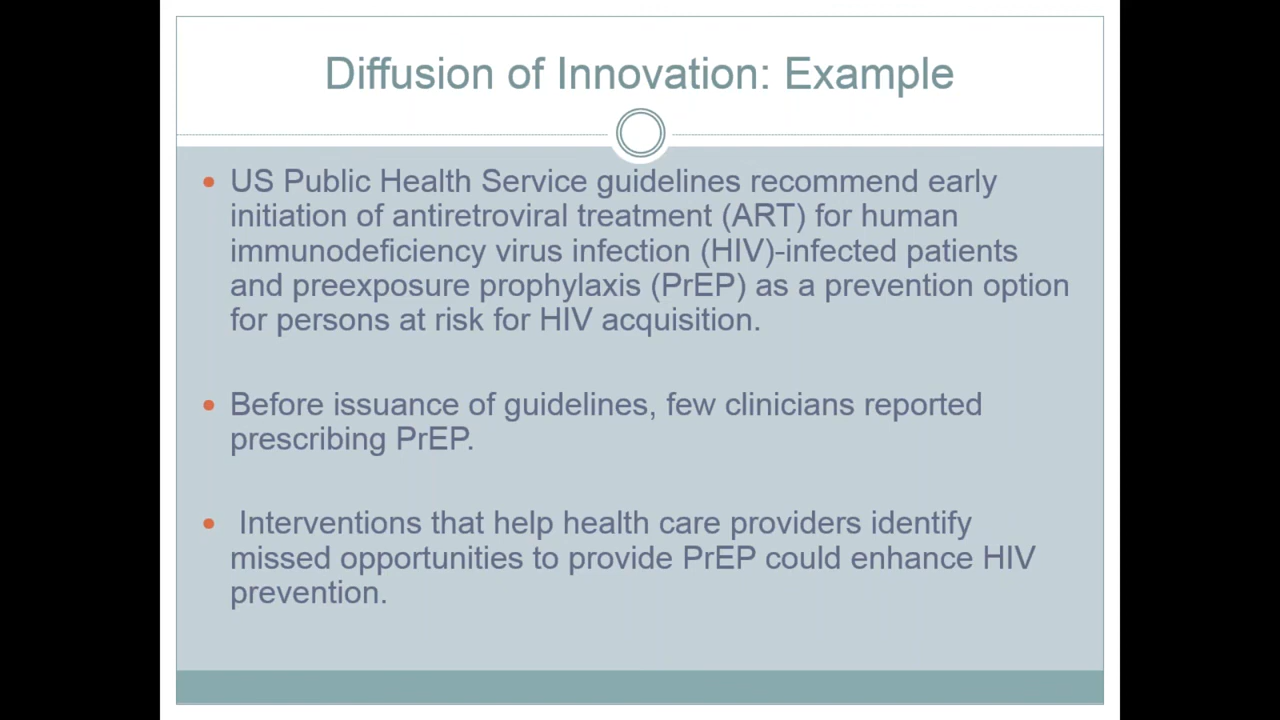 Diffusion of Innovation: Example
• US Public Health Service guidelines recommend early
initiation of antiretroviral treatment (ART) for human
immunodeficiency virus infection (HIV)-infected patients
and preexposure prophylaxis (PrEP) as a prevention option
for persons at risk for HIV acquisition.
• Before issuance of guidelines, few clinicians reported
prescribing PrEP.
• Interventions that help health care providers identify
missed opportunities to provide PrEP could enhance HIV
prevention.